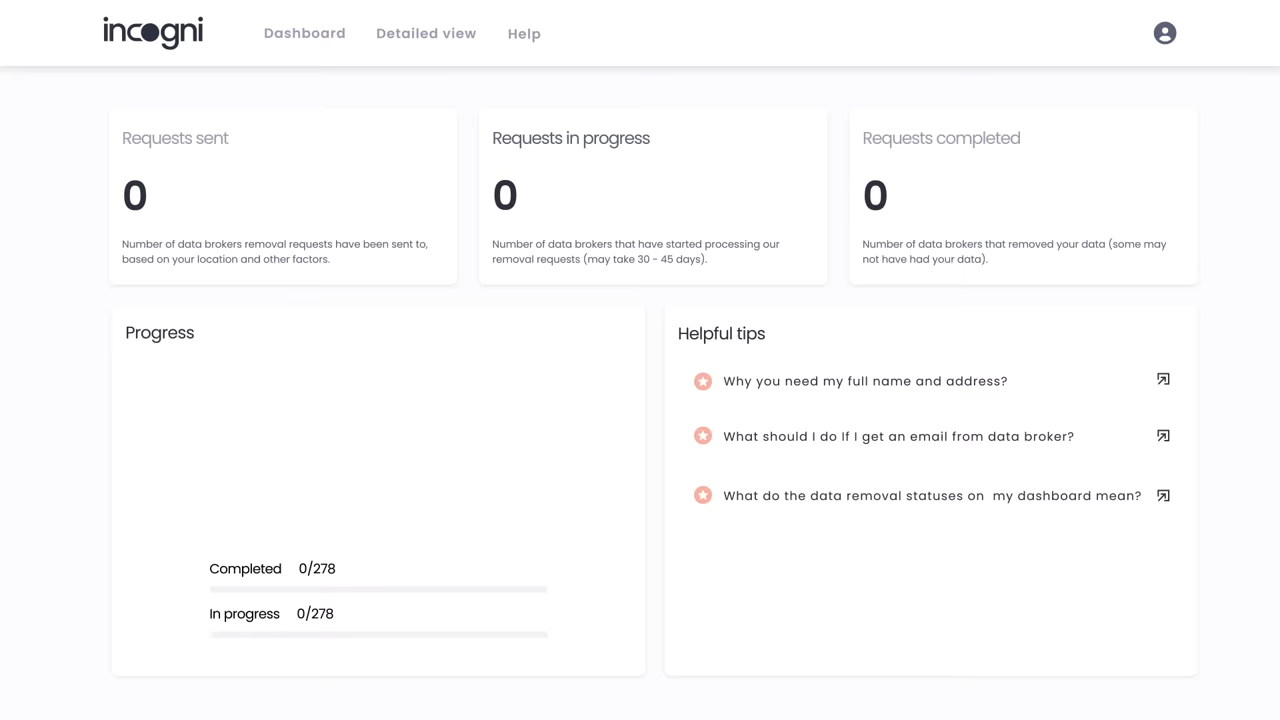 incogni
Dashboard
Detailed view
Help
Requests sent
0
Number of data brokers removal requests have been sent to,
based on your location and other factors.
Requests in progress
0
Number of data brokers that have started processing our
removal requests (may take 30 - 45 days).
Requests completed
0
Number of data brokers that removed your data (some may
not have had your data).
Progress
Completed 0/278
In progress 0/278
Helpful tips
Why you need my full name and address?
What should I do If I get an email from data broker?
What do the data removal statuses on my dashboard mean?